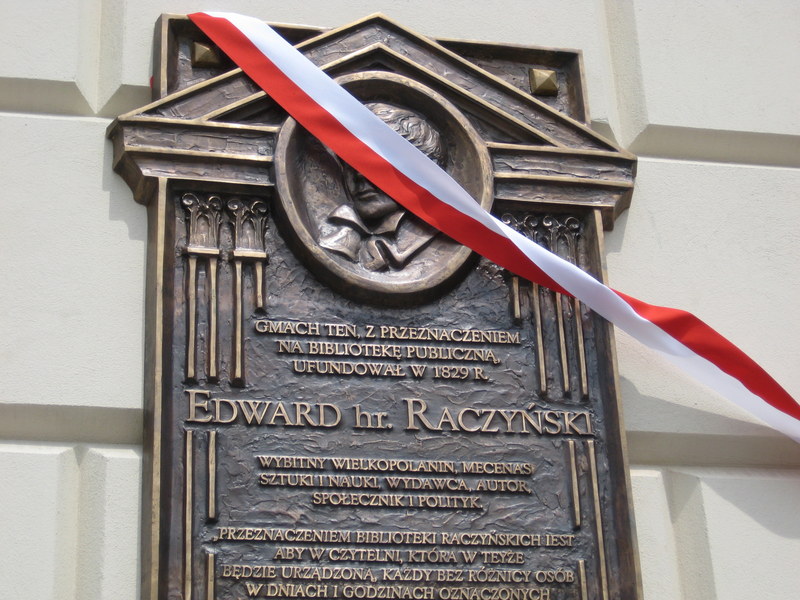 GMACH TEN, Z PRZEZNACZENIEM
NA BIBLIOTEKĘ PUBLICZNĄ,
UFUNDOWAŁ W 1829 R.
EDWARD hr. RACZYŃSKI
WYBITNY WIELKOPOLANIN, MECENAS
SZTUKI I NAUKI, WYDAWCA, AUTOR,
SPOŁECZNIK I POLITYK.
„PRZEZNACZENIEM BIBLIOTEKI RACZYŃSKICH IEST
ABY W CZYTELNI, KTÓRA W TEYŻE
BĘDZIE URZĄDZONĄ, KAŻDY BEZ RÓŻNICY OSÓB
W DNIACH I GODZINACH OZNACZONYCH